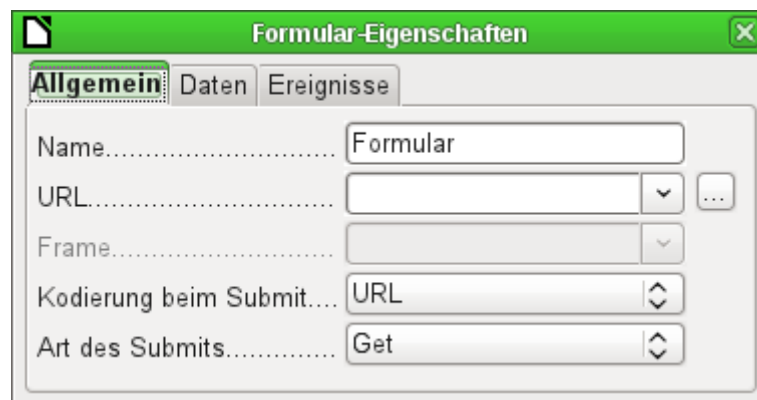 Formular-Eigenschaften
Allgemein Daten Ereignisse
Name............................ Formular
URL............................... 
Frame............................
Kodierung beim Submit.... URL
Art des Submits.............. Get
...